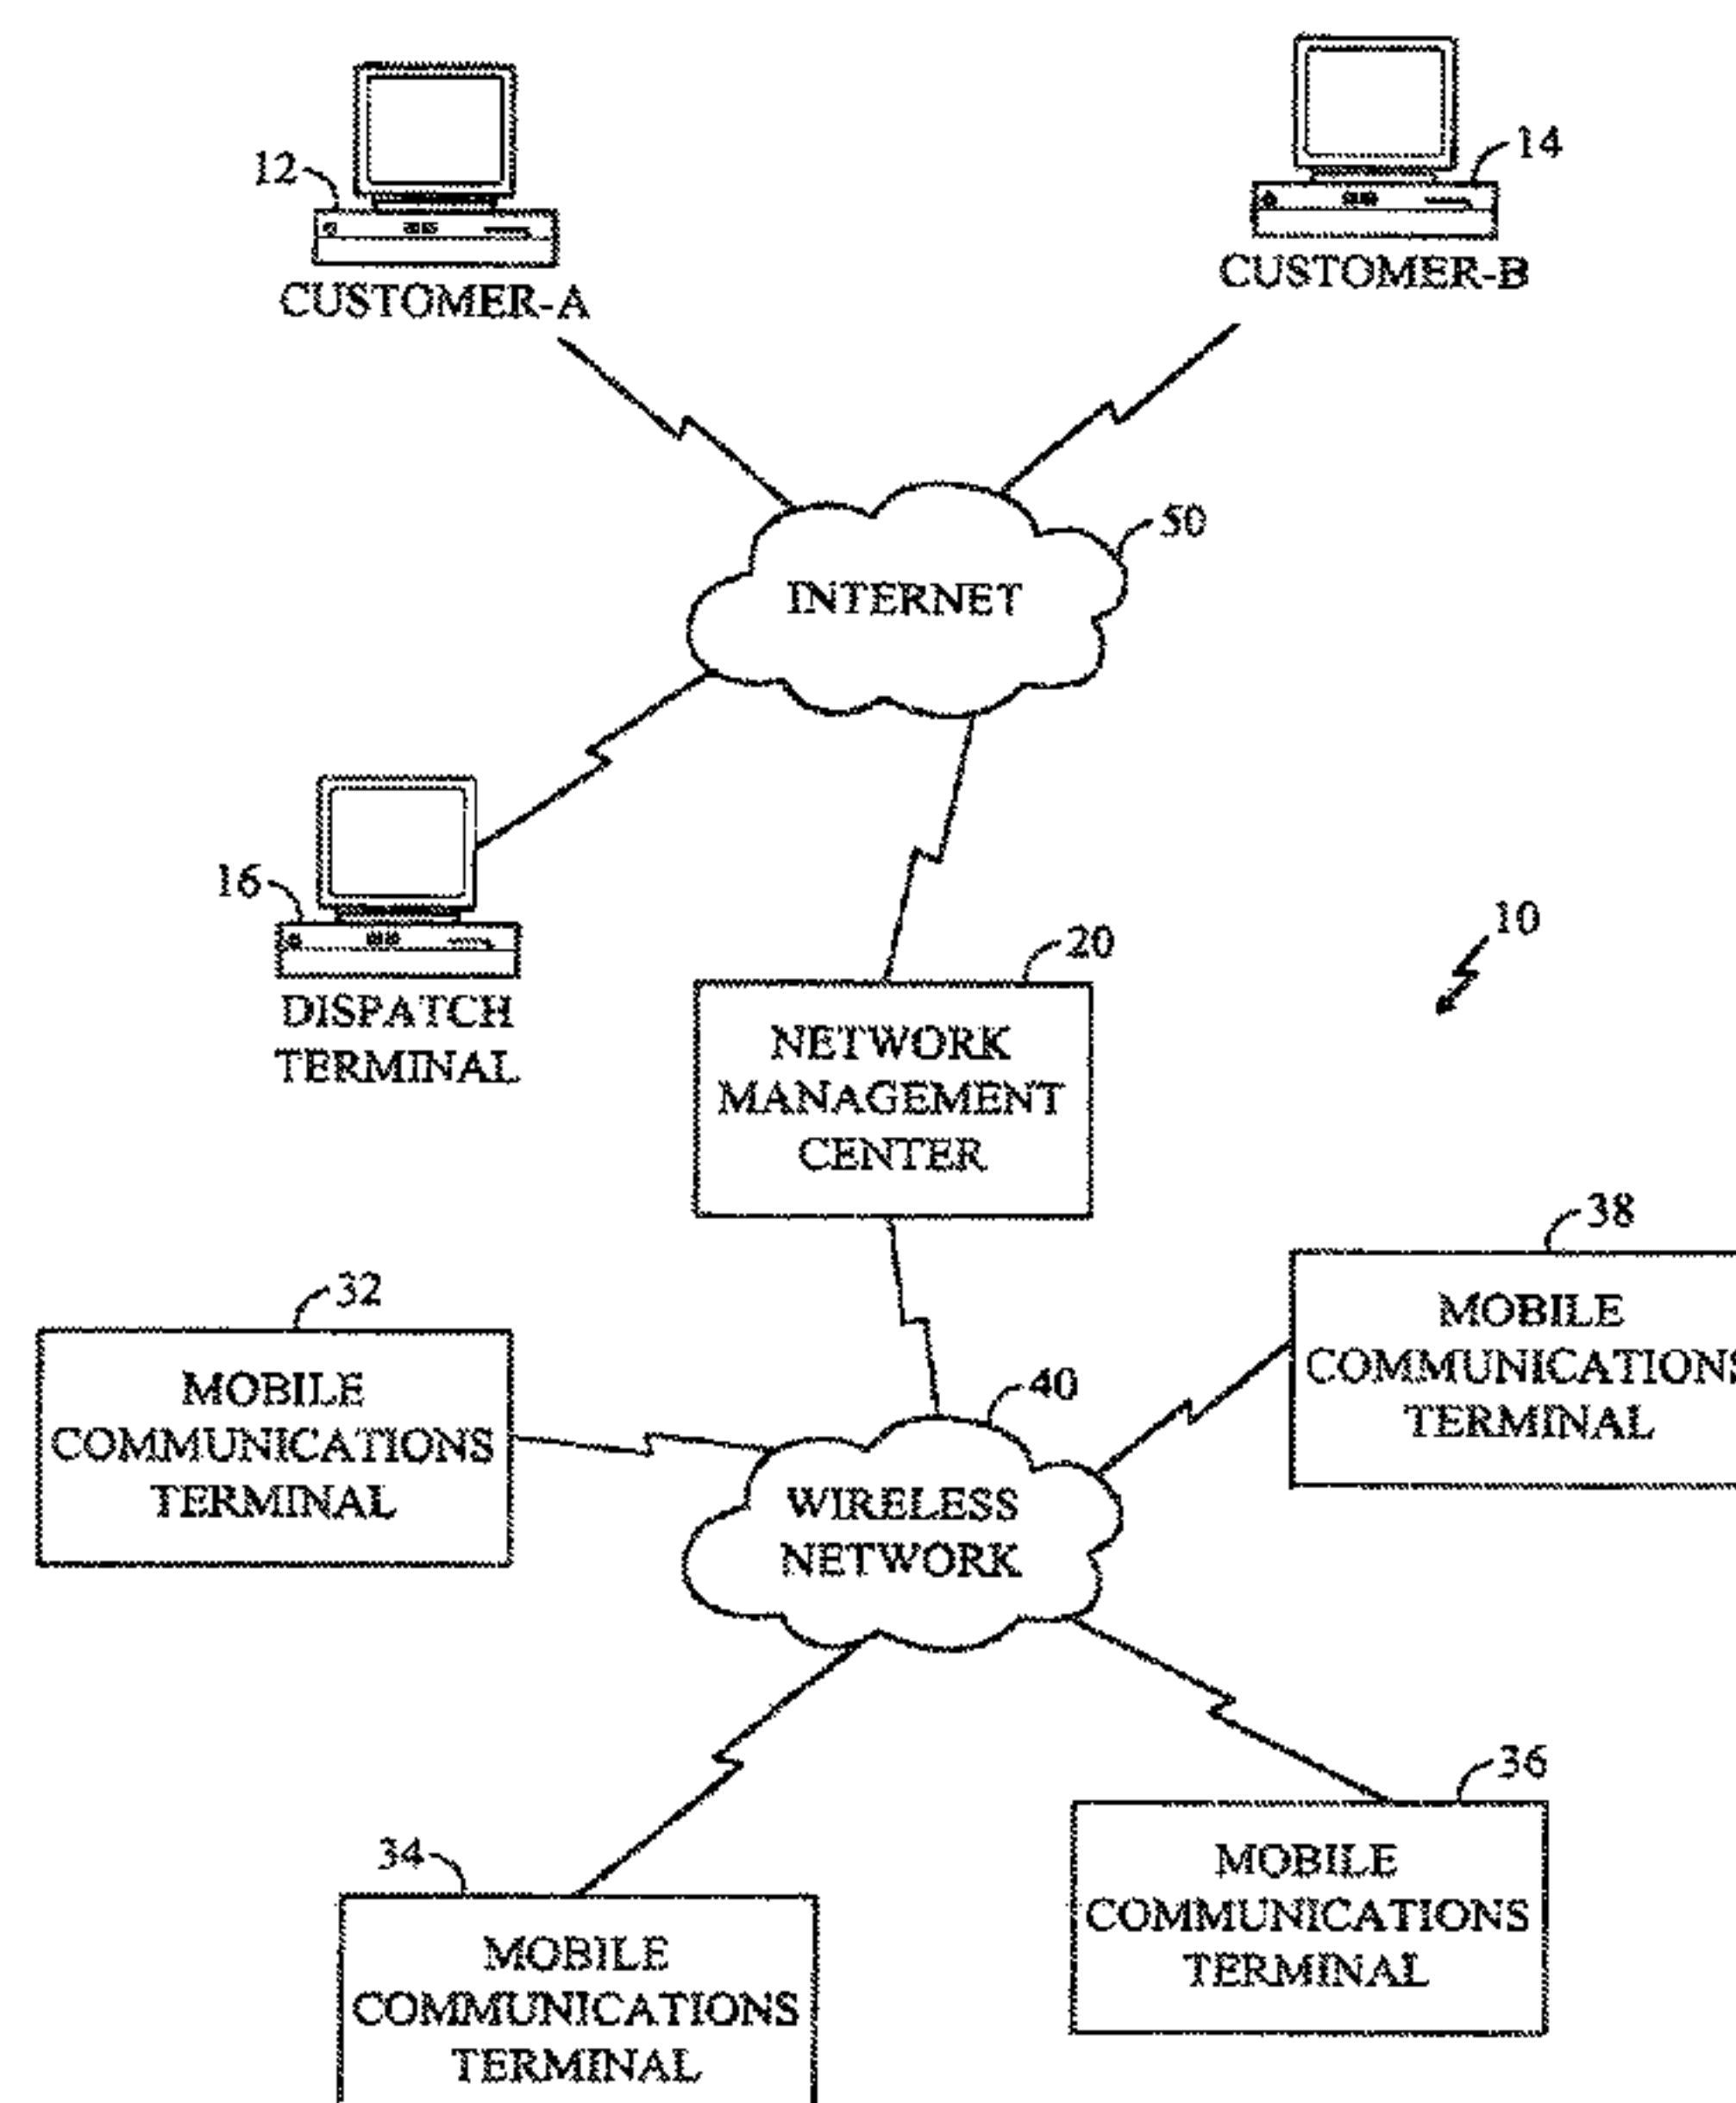 12
14
CUSTOMER-A
CUSTOMER-B
50
INTERNET
16
DISPATCH
TERMINAL
20
NETWORK
MANAGEMENT
CENTER
10
38
MOBILE
COMMUNICATIONS
TERMINAL
32
MOBILE
COMMUNICATIONS
TERMINAL
40
WIRELESS
NETWORK
36
MOBILE
COMMUNICATIONS
TERMINAL
34
MOBILE
COMMUNICATIONS
TERMINAL